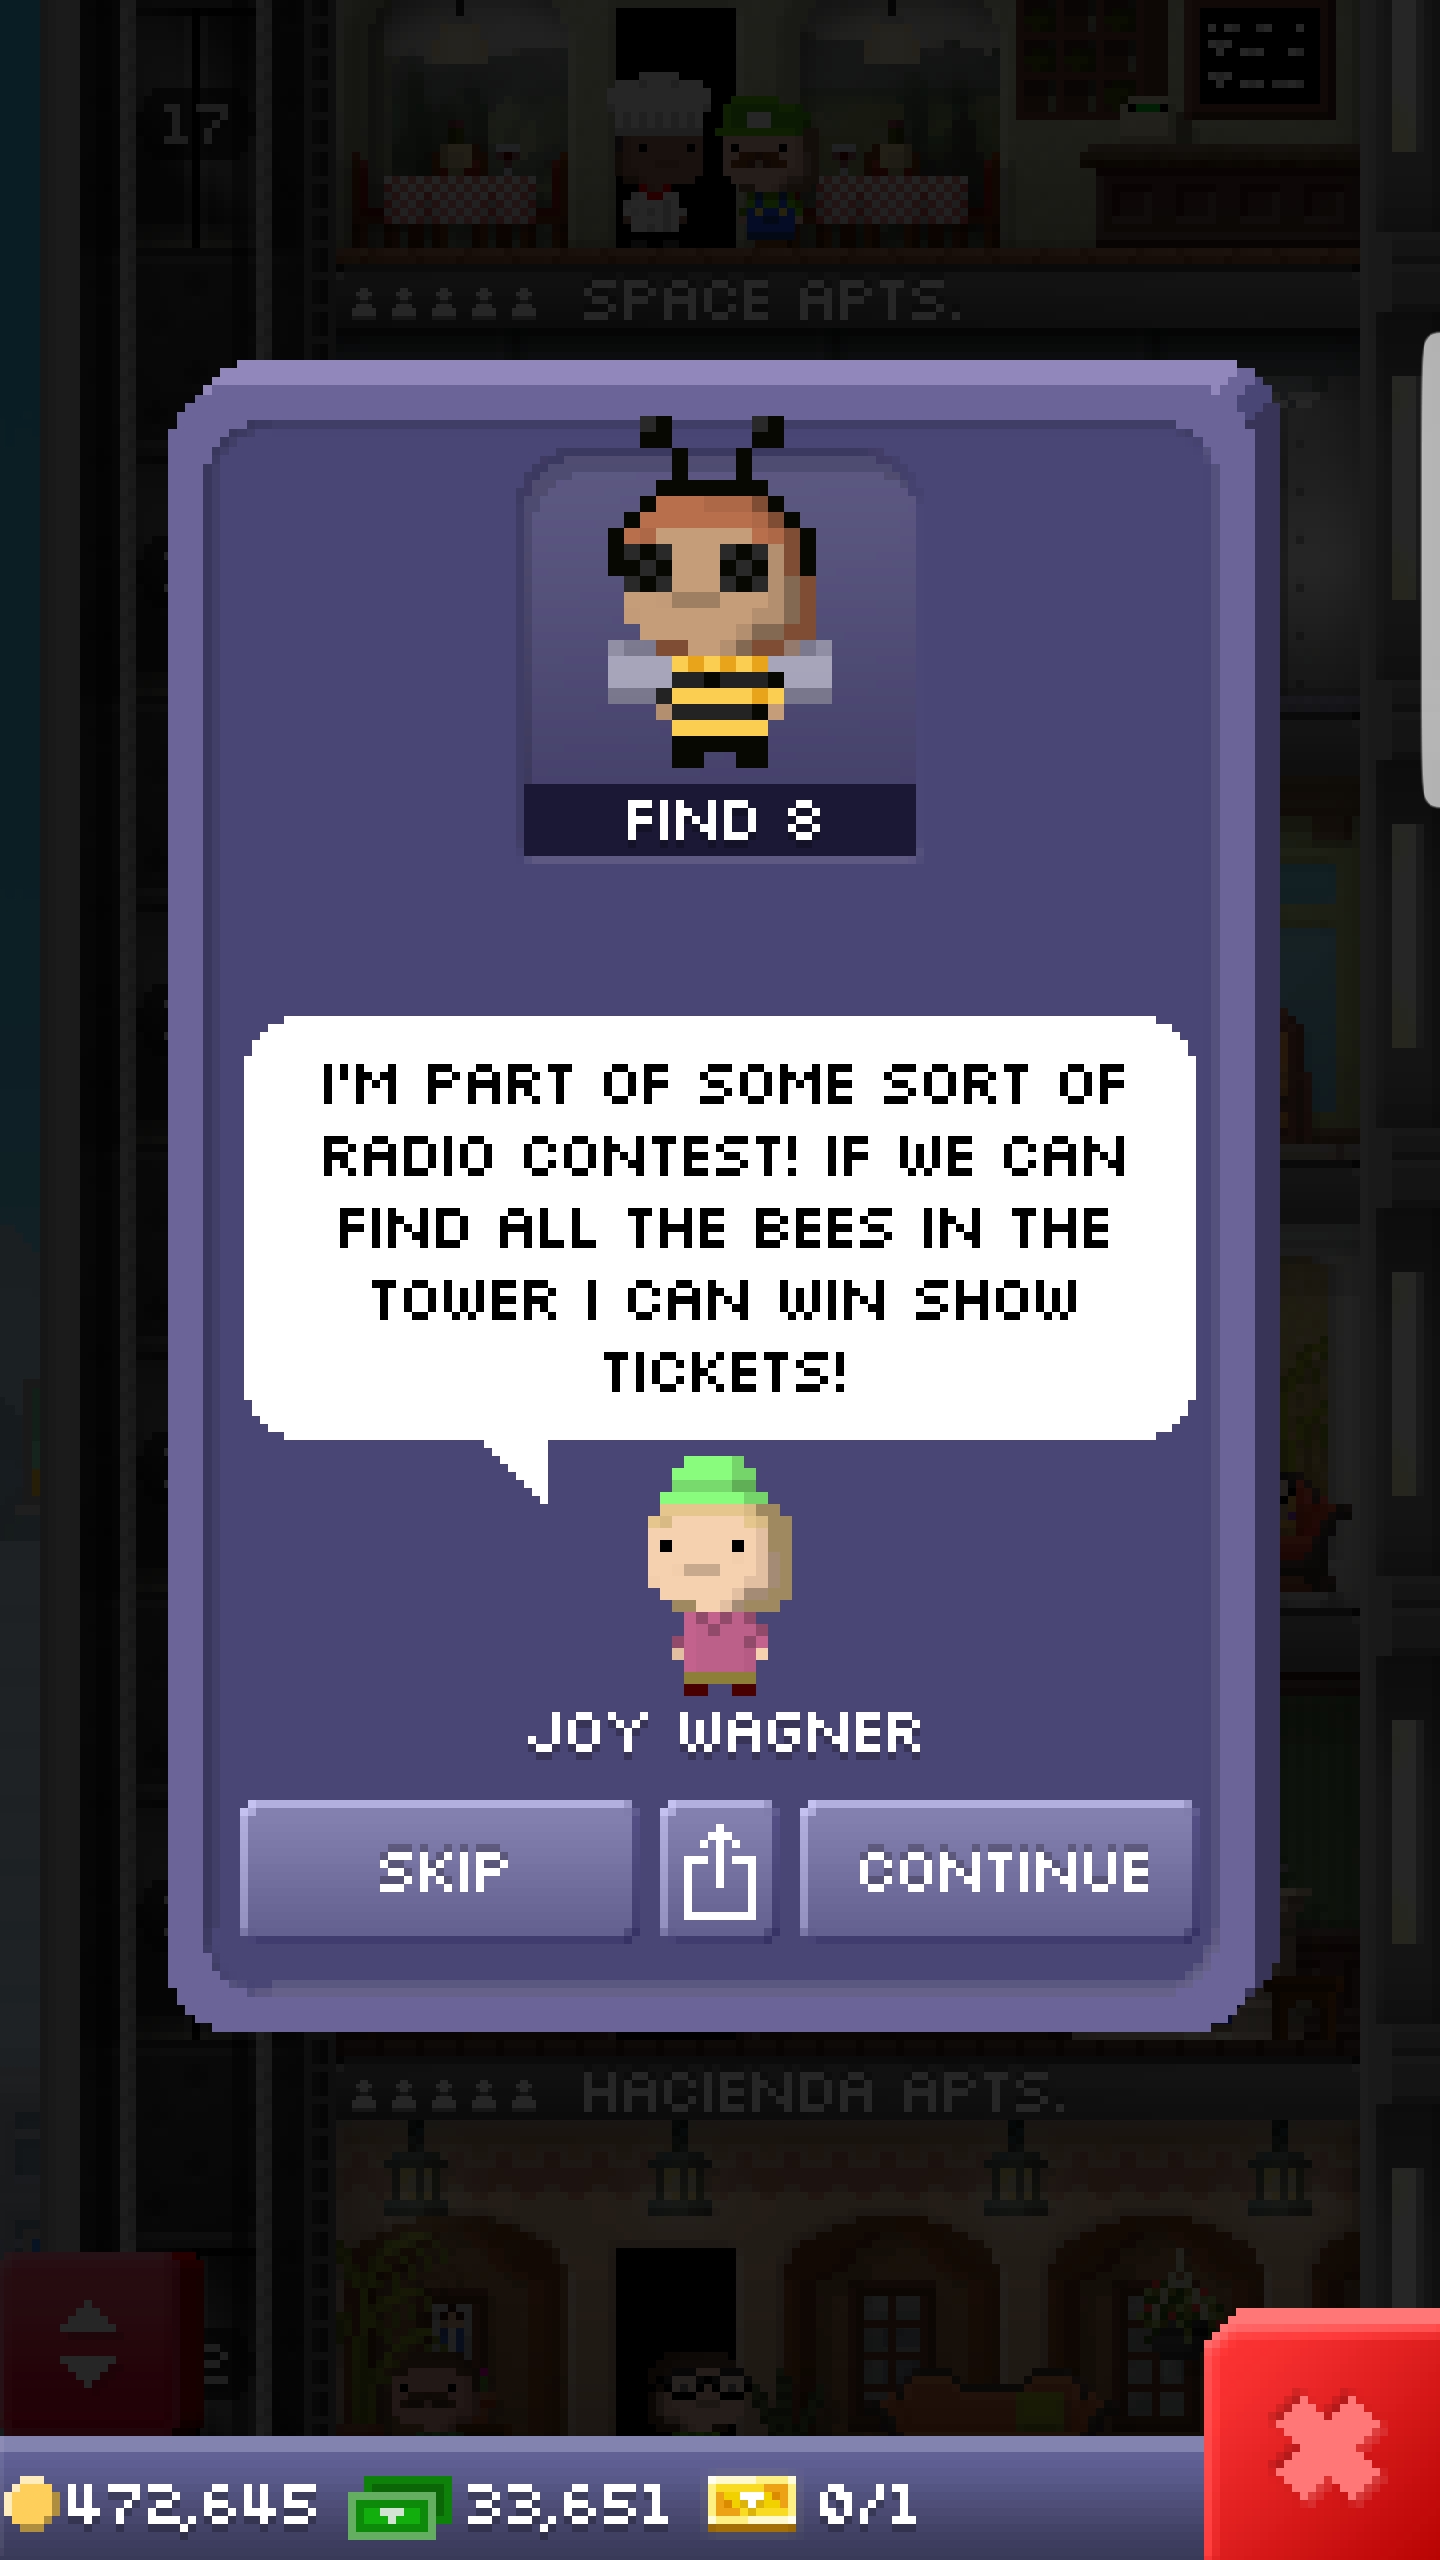 17
SPACE APTS.
FIND 8
I'M PART OF SOME SORT OF
RADIO CONTEST! IF WE CAN
FIND ALL THE BEES IN THE
TOWER I CAN WIN SHOW
TICKETS!
JOY WAGNER
SKIP
CONTINUE
HACIENDA APTS.
472,645
33,651
0/1